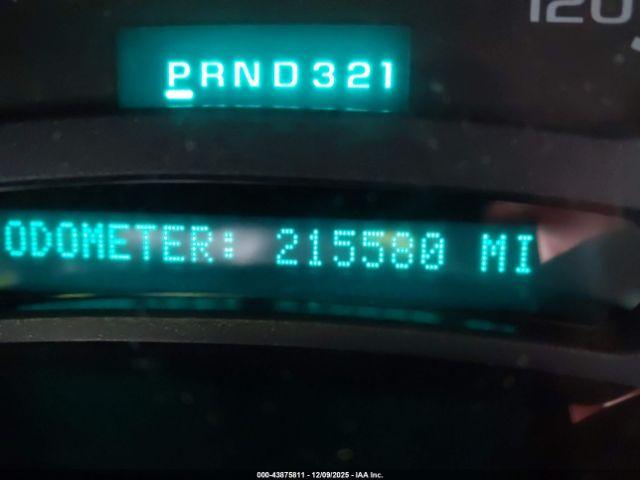 120
PRND321
ODOMETER: 215580 MI
000-43875811 - 12/09/2025 - IAA Inc.